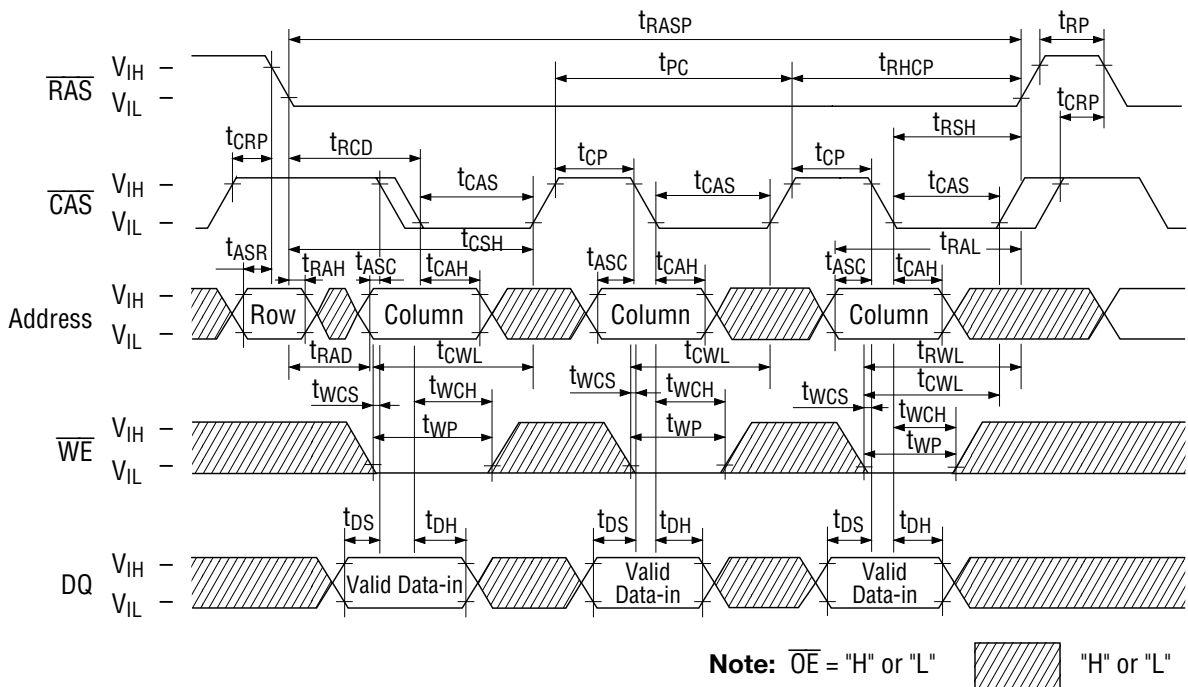 tRASP tRP
VIH tPC tRHCP
RAS
VIL
tCRP tRCD tCP tCP tRSH tCRP
VIH tCAS tCAS tCAS
CAS
VIL tCSH tRAL
tASR tRAH tASC tCAH tASC tCAH tASC tCAH
VIH
Address Row Column Column Column
VIL
tRAD tCWL tCWL tRWL
tWCS tWCH tWCS tWCH tWCS tCWL
tWCH
VIH tWP tWP tWP
WE
VIL
tDS tDH tDS tDH tDS tDH
VIH Valid Valid
DQ Valid Data-in Data-in Data-in
VIL
Note: OE = "H" or "L" "H" or "L"